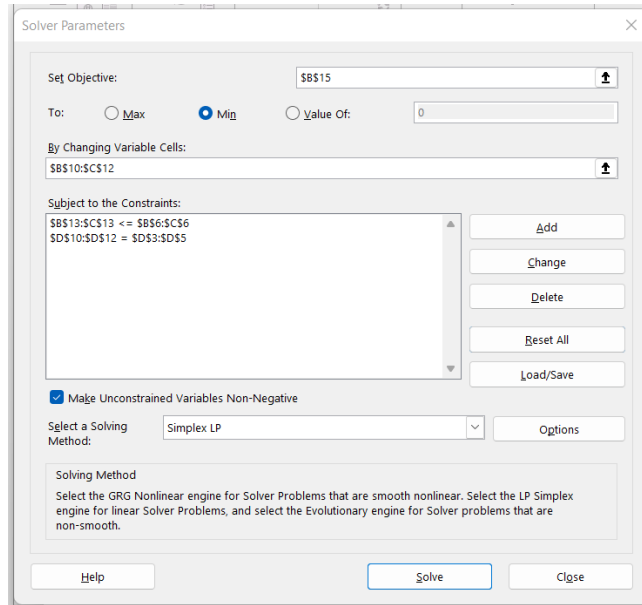 Solver Parameters
Set Objective:
$B$15
To:
Max
Min
Value Of:
0
By Changing Variable Cells:
$B$10:$C$12
Subject to the Constraints:
$B$13:$C$13 <= $B$6:$C$6
$D$10:$D$12 = $D$3:$D$5
Add
Change
Delete
Reset All
Load/Save
Make Unconstrained Variables Non-Negative
Select a Solving
Method:
Simplex LP
Options
Solving Method
Select the GRG Nonlinear engine for Solver Problems that are smooth nonlinear. Select the LP Simplex
engine for linear Solver Problems, and select the Evolutionary engine for Solver problems that are
non-smooth.
Help
Solve
Close